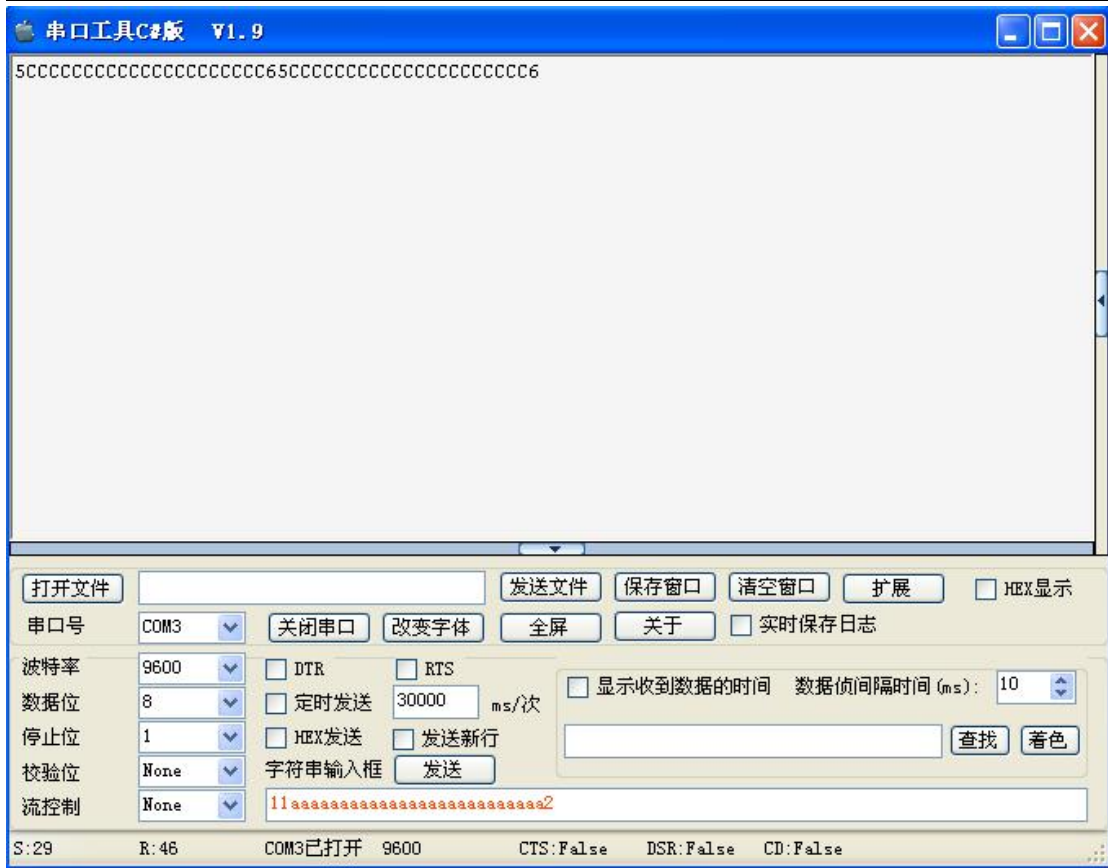 串口工具C#版 V1.9
5CCCCCCCCCCCCCCCCCCCCC65CCCCCCCCCCCCCCCCCCCCC6
打开文件 发送文件 保存窗口 清空窗口 扩展 HEX显示
串口号 COM3 关闭串口 改变字体 全屏 关于 实时保存日志
波特率 9600 DTR RTS
显示收到数据的时间 数据侦间隔时间(ms): 10
数据位 8 定时发送 30000 ms/次
停止位 1 HEX发送 发送新行 查找 着色
校验位 None 字符串输入框 发送
流控制 None 11aaaaaaaaaaaaaaaaaaaaaaaaaa2
S:29 R:46 COM3已打开 9600 CTS:False DSR:False CD:False